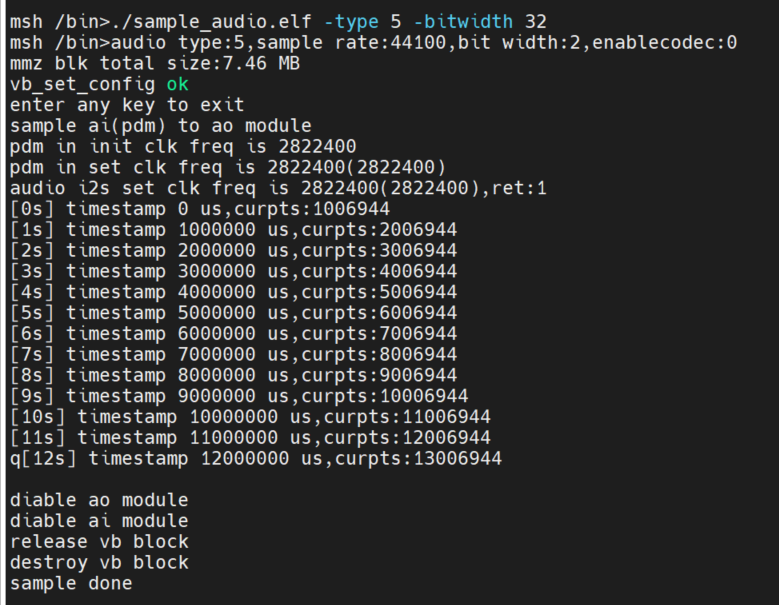 msh /bin>./sample_audio.elf -type 5 -bitwidth 32
msh /bin>audio type:5,sample rate:44100,bit width:2,enablecodec:0
mmz blk total size:7.46 MB
vb_set_config ok
enter any key to exit
sample ai(pdm) to ao module
pdm in init clk freq is 2822400
pdm in set clk freq is 2822400(2822400)
audio i2s set clk freq is 2822400(2822400),ret:1
[0s] timestamp 0 us,curpts:1006944
[1s] timestamp 1000000 us,curpts:2006944
[2s] timestamp 2000000 us,curpts:3006944
[3s] timestamp 3000000 us,curpts:4006944
[4s] timestamp 4000000 us,curpts:5006944
[5s] timestamp 5000000 us,curpts:6006944
[6s] timestamp 6000000 us,curpts:7006944
[7s] timestamp 7000000 us,curpts:8006944
[8s] timestamp 8000000 us,curpts:9006944
[9s] timestamp 9000000 us,curpts:10006944
[10s] timestamp 10000000 us,curpts:11006944
[11s] timestamp 11000000 us,curpts:12006944
q[12s] timestamp 12000000 us,curpts:13006944
diable ao module
diable ai module
release vb block
destroy vb block
sample done